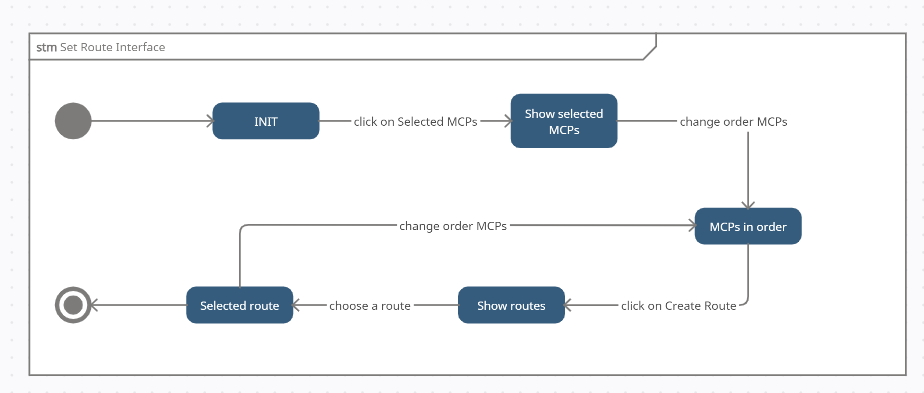 stm Set Route Interface
INIT
click on Selected MCPs
Show selected
MCPs
change order MCPs
change order MCPs
MCPs in order
Selected route
choose a route
Show routes
click on Create Route